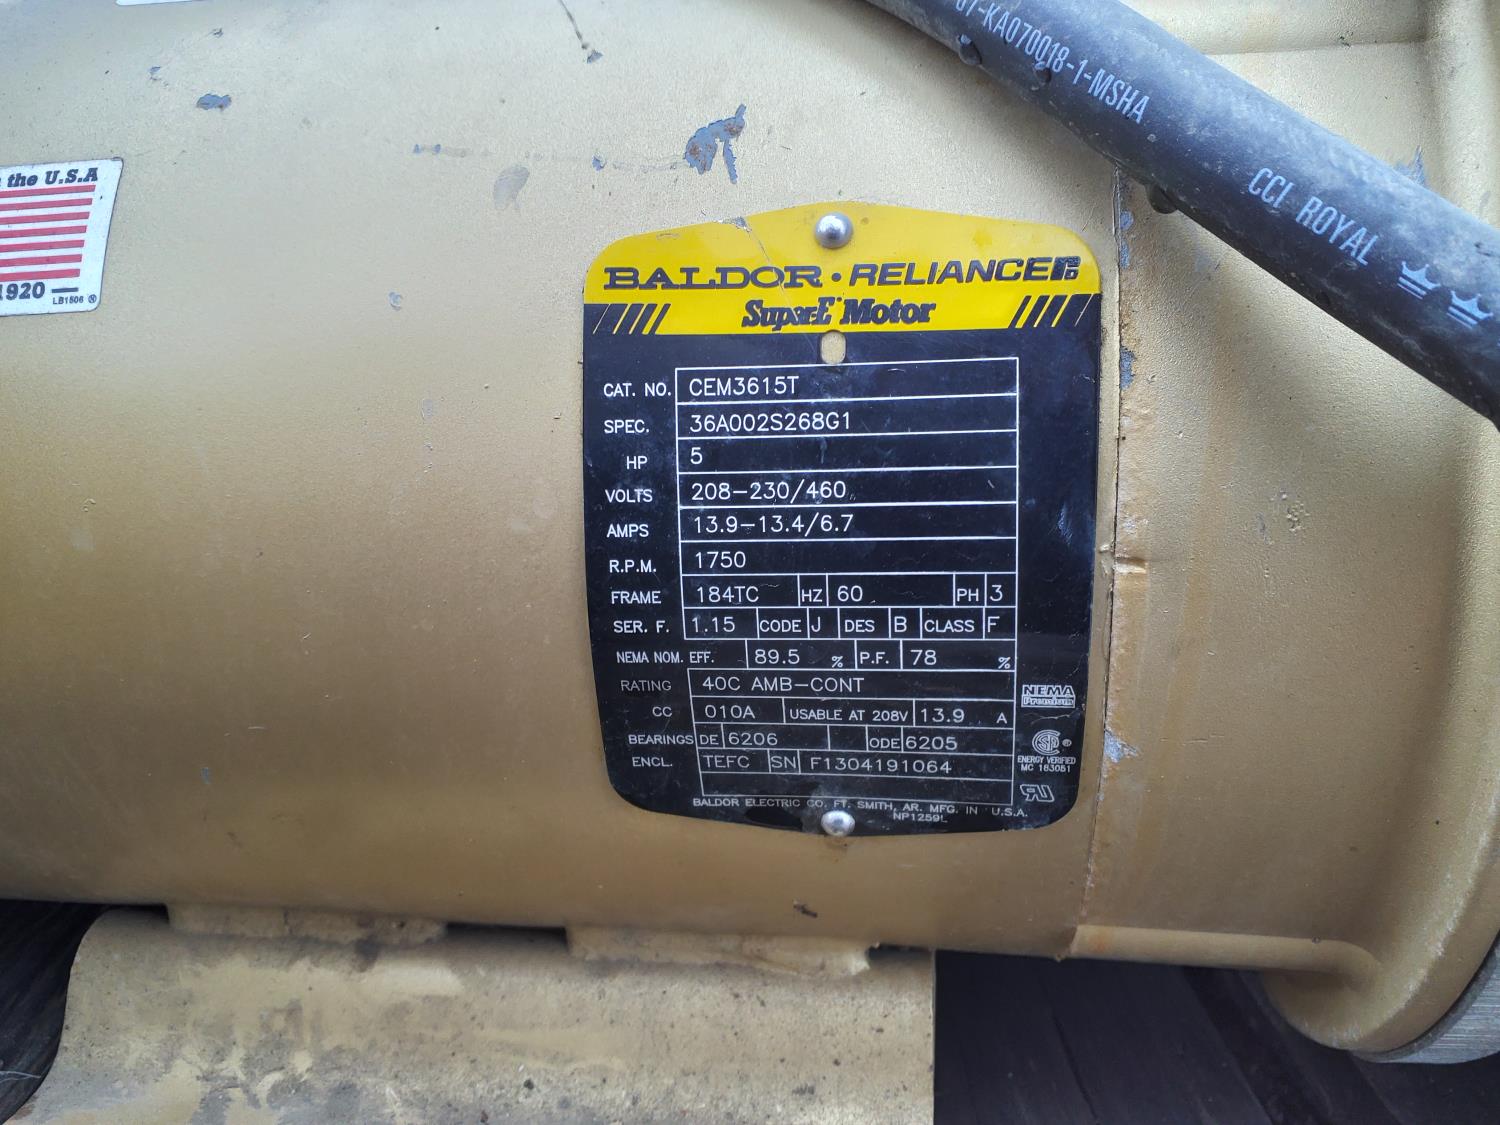 07-KA070018-1-MSHA
CCI ROYAL
the U.S.A
1920
LB1506
BALDOR • RELIANCE
Super-E Motor
CAT. NO. CEM3615T
SPEC. 36A002S268G1
HP 5
VOLTS 208-230/460
AMPS 13.9-13.4/6.7
R.P.M. 1750
FRAME 184TC HZ 60 PH 3
SER. F. 1.15 CODE J DES B CLASS F
NEMA NOM. EFF. 89.5 % P.F. 78 %
RATING 40C AMB-CONT
CC 010A USABLE AT 208V 13.9 A
BEARINGS DE 6206 ODE 6205
ENCL. TEFC SN F1304191064
NEMA
Premium
ENERGY VERIFIED
MC 183051
BALDOR ELECTRIC CO. FT. SMITH, AR. MFG. IN U.S.A.
NP1259L